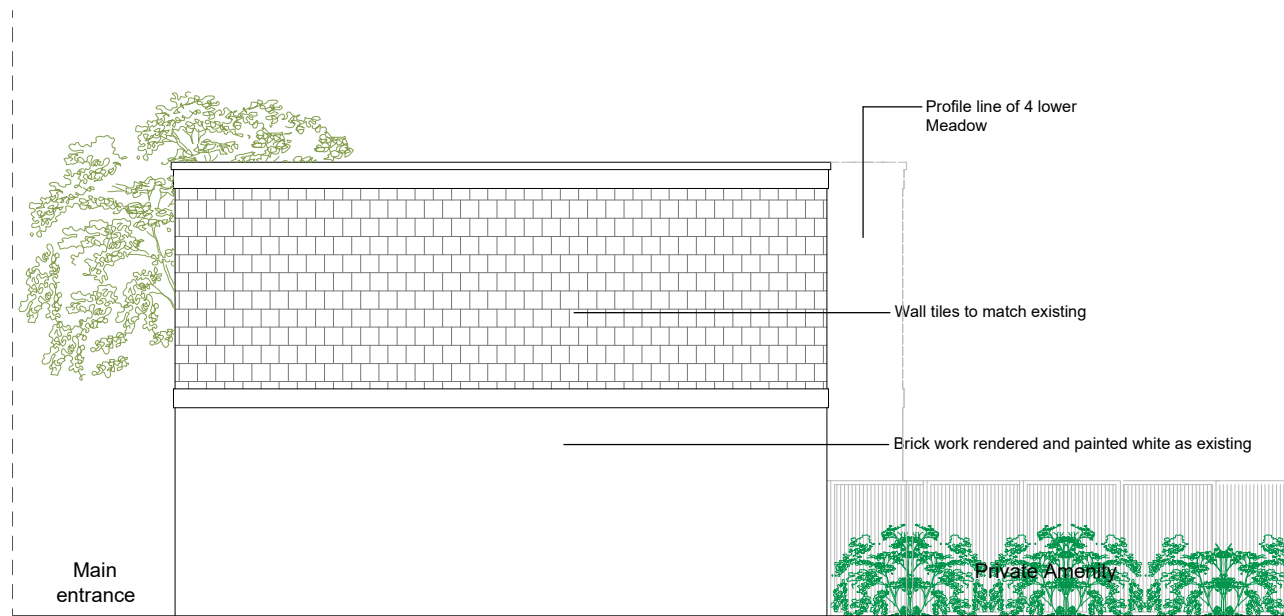 Profile line of 4 lower
Meadow
Wall tiles to match existing
Brick work rendered and painted white as existing
Main
entrance
Private Amenity